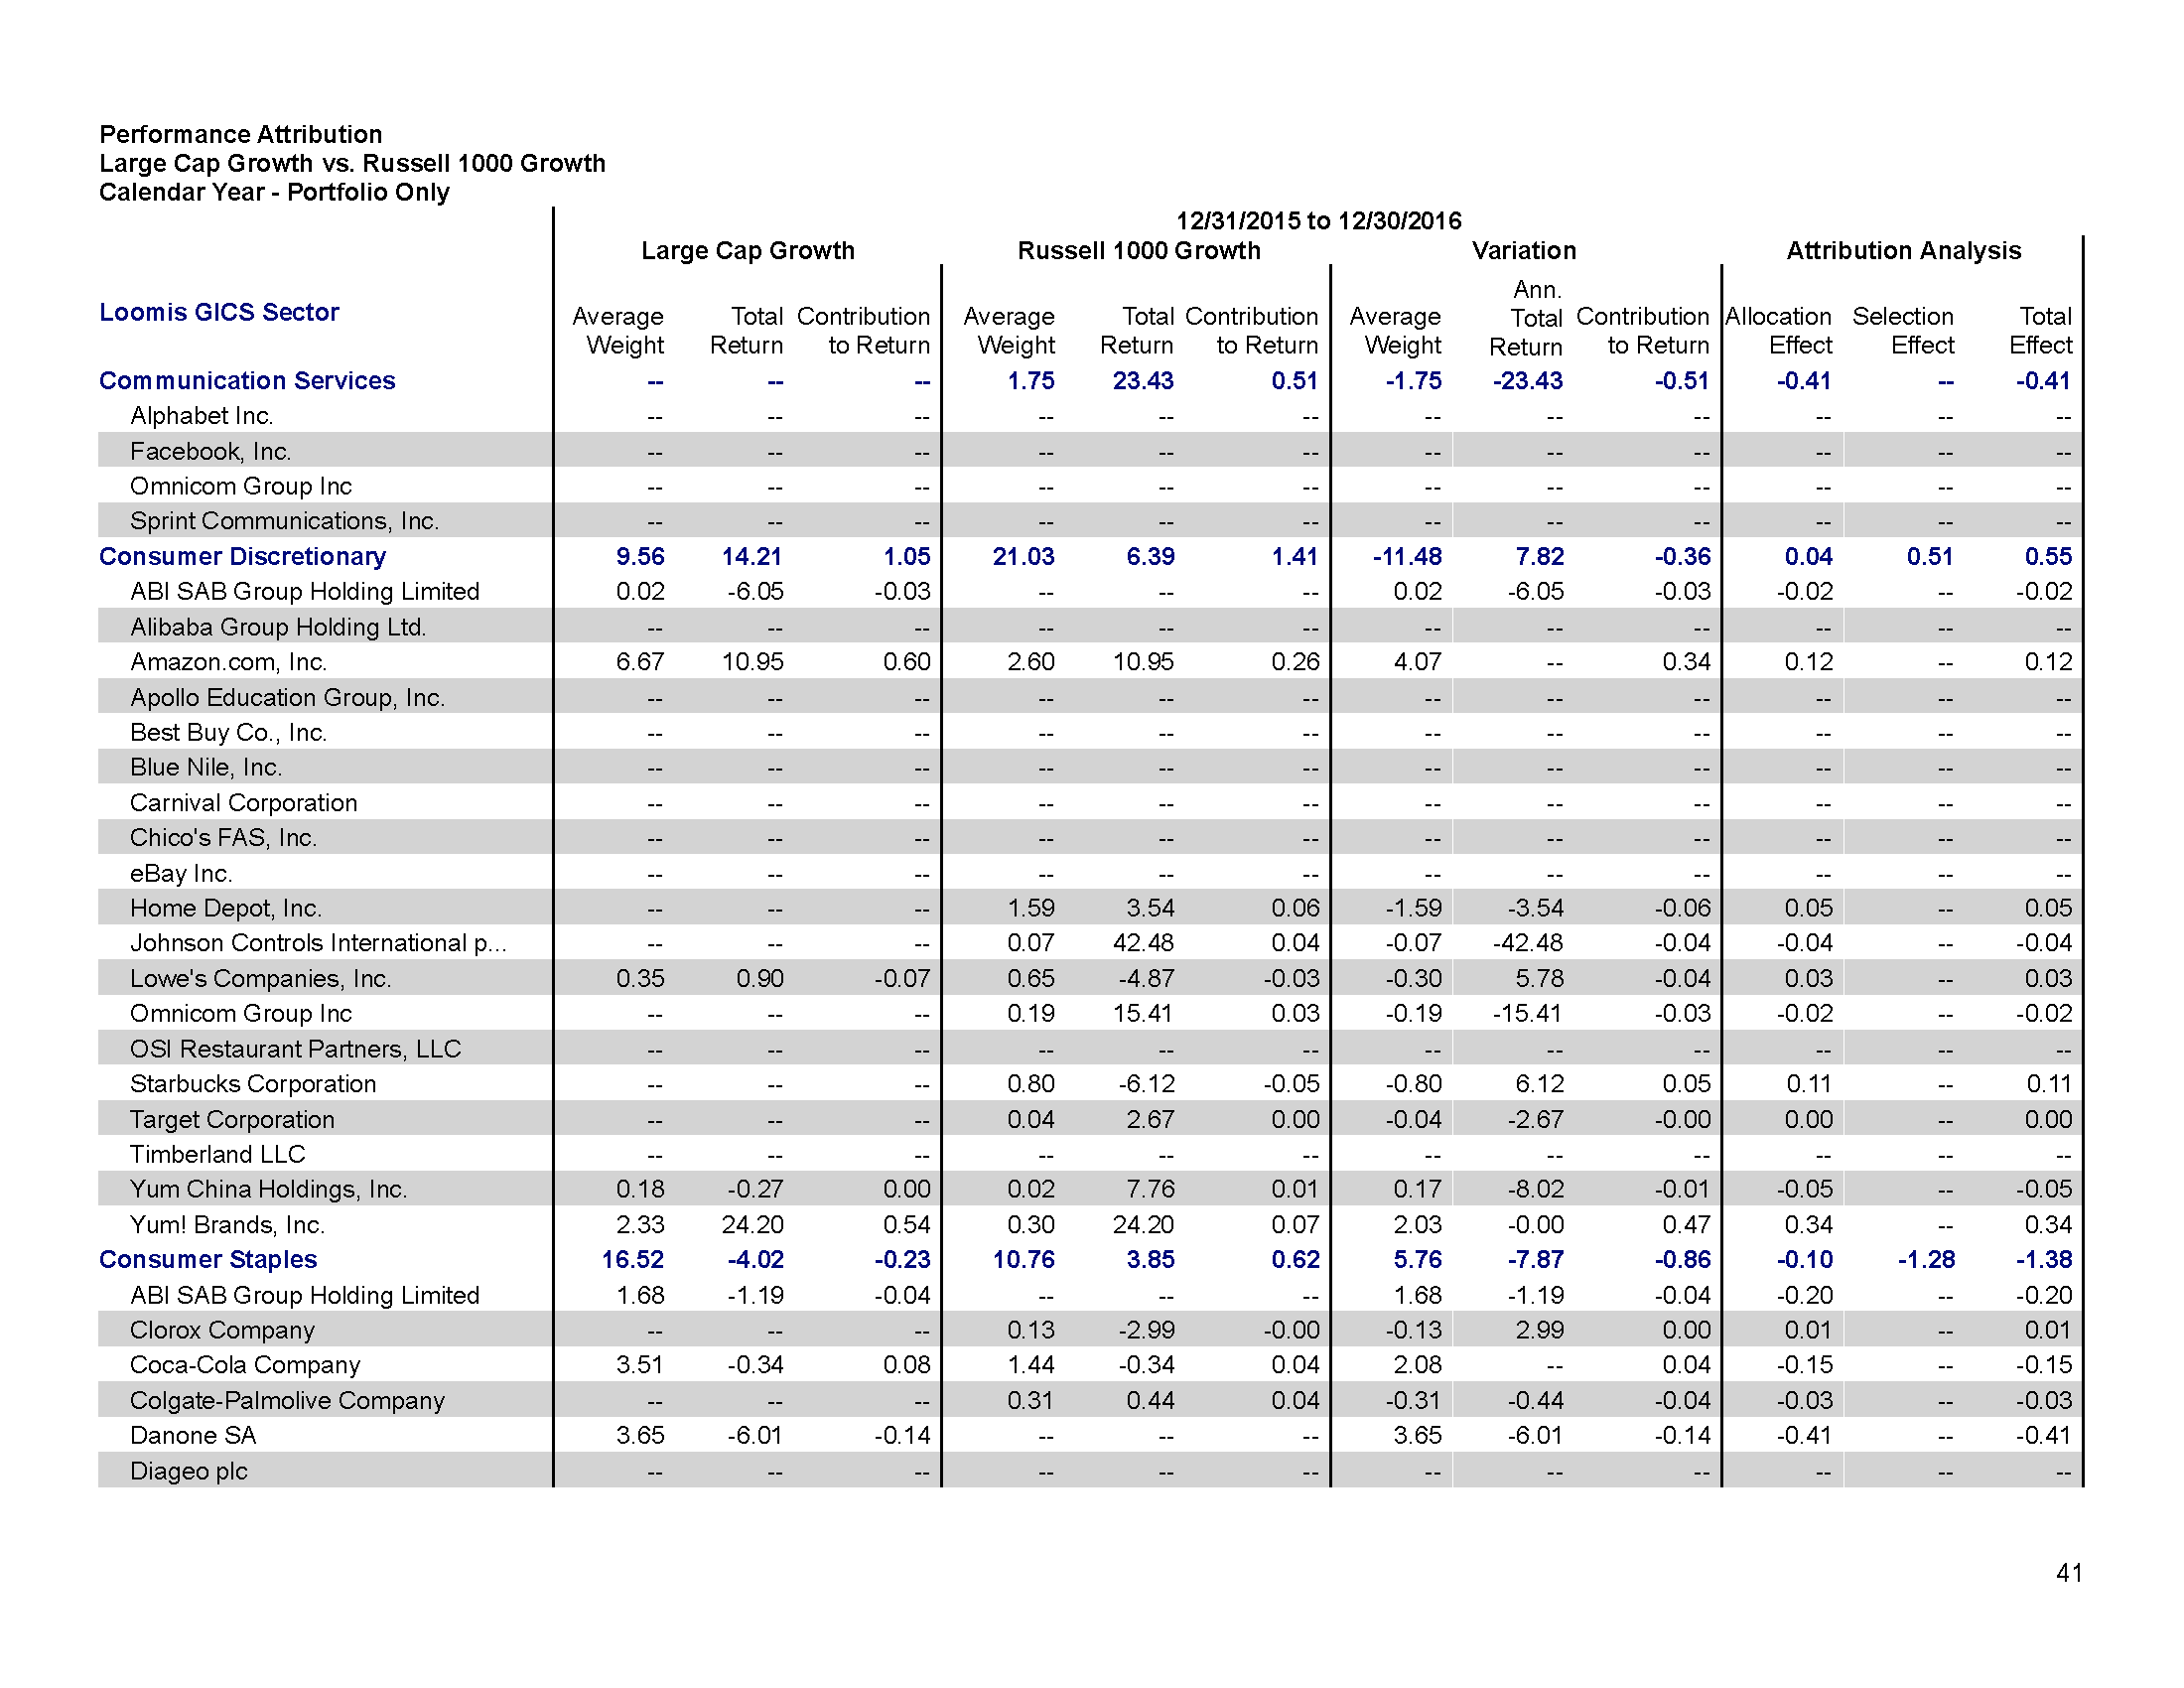 Performance Attribution
Large Cap Growth vs. Russell 1000 Growth
Calendar Year - Portfolio Only
12/31/2015 to 12/30/2016
Large Cap Growth Russell 1000 Growth Variation Attribution Analysis
Loomis GICS Sector Average Weight Total Return Contribution to Return Average Weight Total Return Contribution to Return Average Weight Ann. Total Return Contribution to Return Allocation Effect Selection Effect Total Effect
Communication Services -- -- -- 1.75 23.43 0.51 -1.75 -23.43 -0.51 -0.41 -- -0.41
Alphabet Inc. -- -- -- -- -- -- -- -- -- -- -- --
Facebook, Inc. -- -- -- -- -- -- -- -- -- -- -- --
Omnicom Group Inc -- -- -- -- -- -- -- -- -- -- -- --
Sprint Communications, Inc. -- -- -- -- -- -- -- -- -- -- -- --
Consumer Discretionary 9.56 14.21 1.05 21.03 6.39 1.41 -11.48 7.82 -0.36 0.04 0.51 0.55
ABI SAB Group Holding Limited 0.02 -6.05 -0.03 -- -- -- 0.02 -6.05 -0.03 -0.02 -- -0.02
Alibaba Group Holding Ltd. -- -- -- -- -- -- -- -- -- -- -- --
Amazon.com, Inc. 6.67 10.95 0.60 2.60 10.95 0.26 4.07 -- 0.34 0.12 -- 0.12
Apollo Education Group, Inc. -- -- -- -- -- -- -- -- -- -- -- --
Best Buy Co., Inc. -- -- -- -- -- -- -- -- -- -- -- --
Blue Nile, Inc. -- -- -- -- -- -- -- -- -- -- -- --
Carnival Corporation -- -- -- -- -- -- -- -- -- -- -- --
Chico's FAS, Inc. -- -- -- -- -- -- -- -- -- -- -- --
eBay Inc. -- -- -- -- -- -- -- -- -- -- -- --
Home Depot, Inc. -- -- -- 1.59 3.54 0.06 -1.59 -3.54 -0.06 0.05 -- 0.05
Johnson Controls International p... -- -- -- 0.07 42.48 0.04 -0.07 -42.48 -0.04 -0.04 -- -0.04
Lowe's Companies, Inc. 0.35 0.90 -0.07 0.65 -4.87 -0.03 -0.30 5.78 -0.04 0.03 -- 0.03
Omnicom Group Inc -- -- -- 0.19 15.41 0.03 -0.19 -15.41 -0.03 -0.02 -- -0.02
OSI Restaurant Partners, LLC -- -- -- -- -- -- -- -- -- -- -- --
Starbucks Corporation -- -- -- 0.80 -6.12 -0.05 -0.80 6.12 0.05 0.11 -- 0.11
Target Corporation -- -- -- 0.04 2.67 0.00 -0.04 -2.67 -0.00 0.00 -- 0.00
Timberland LLC -- -- -- -- -- -- -- -- -- -- -- --
Yum China Holdings, Inc. 0.18 -0.27 0.00 0.02 7.76 0.01 0.17 -8.02 -0.01 -0.05 -- -0.05
Yum! Brands, Inc. 2.33 24.20 0.54 0.30 24.20 0.07 2.03 -0.00 0.47 0.34 -- 0.34
Consumer Staples 16.52 -4.02 -0.23 10.76 3.85 0.62 5.76 -7.87 -0.86 -0.10 -1.28 -1.38
ABI SAB Group Holding Limited 1.68 -1.19 -0.04 -- -- -- 1.68 -1.19 -0.04 -0.20 -- -0.20
Clorox Company -- -- -- 0.13 -2.99 -0.00 -0.13 2.99 0.00 0.01 -- 0.01
Coca-Cola Company 3.51 -0.34 0.08 1.44 -0.34 0.04 2.08 -- 0.04 -0.15 -- -0.15
Colgate-Palmolive Company -- -- -- 0.31 0.44 0.04 -0.31 -0.44 -0.04 -0.03 -- -0.03
Danone SA 3.65 -6.01 -0.14 -- -- -- 3.65 -6.01 -0.14 -0.41 -- -0.41
Diageo plc -- -- -- -- -- -- -- -- -- -- -- --
41